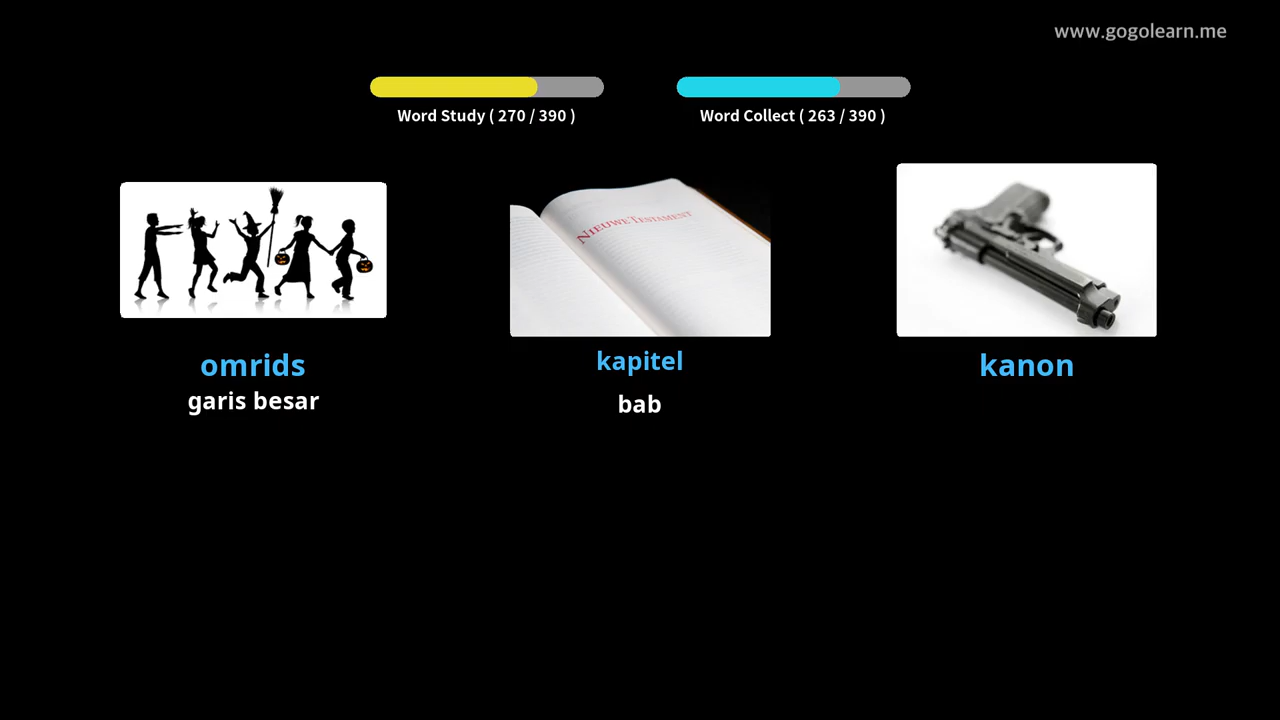 www.gogolearn.me
Word Study ( 270 / 390 )
Word Collect ( 263 / 390 )
NIEUWE TESTAMENT
omrids
garis besar
kapitel
bab
kanon